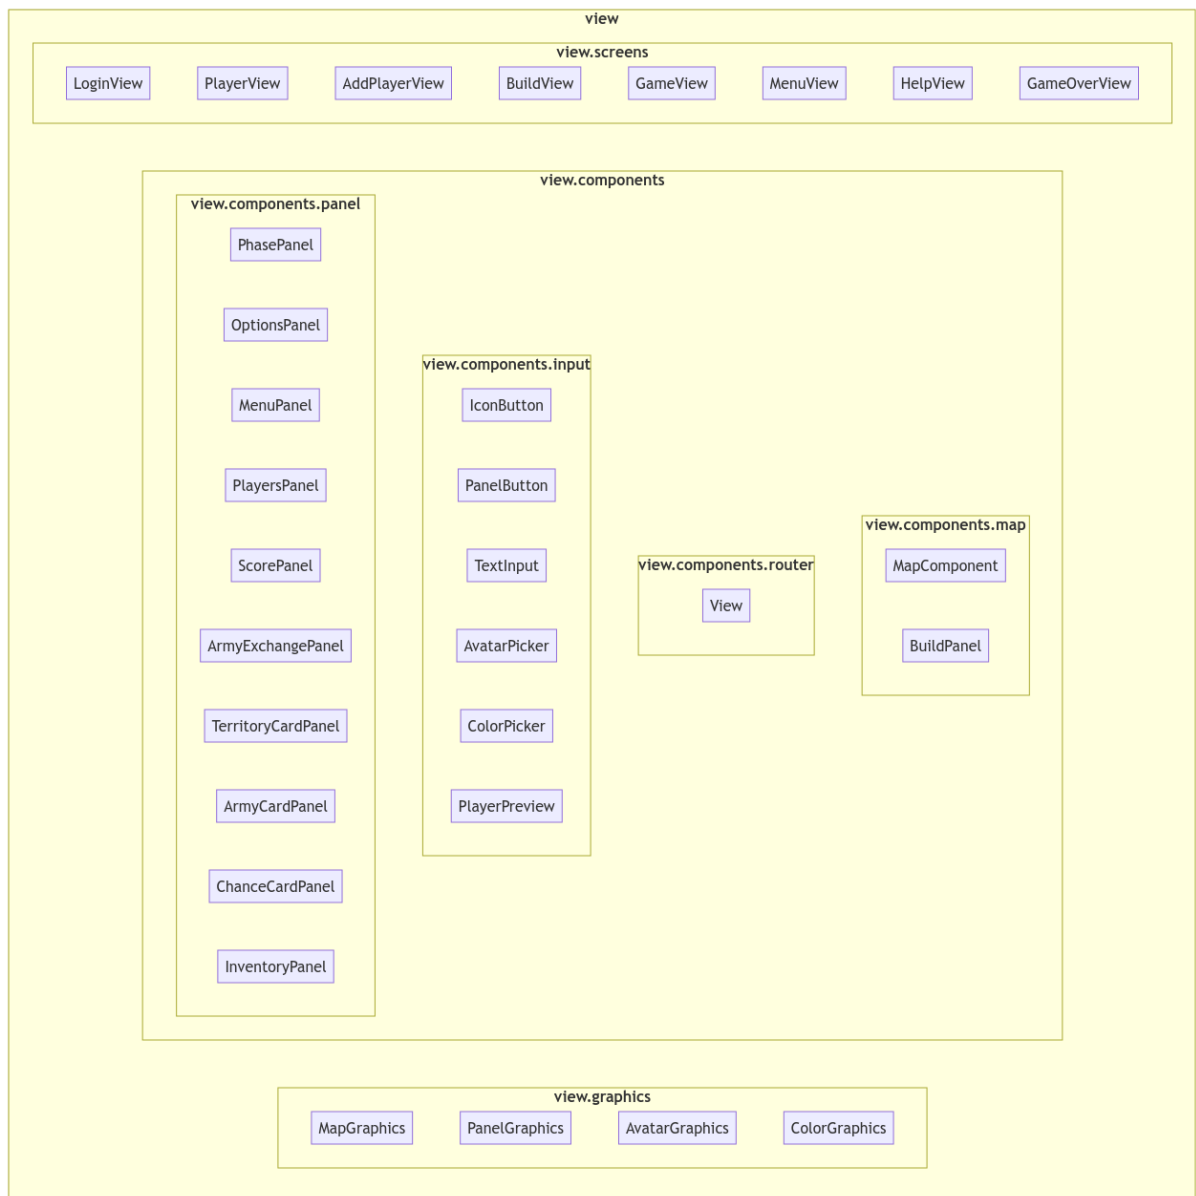 view
view.screens
LoginView PlayerView AddPlayerView BuildView GameView MenuView HelpView GameOverView
view.components
view.components.panel
PhasePanel
OptionsPanel
MenuPanel
PlayersPanel
ScorePanel
ArmyExchangePanel
TerritoryCardPanel
ArmyCardPanel
ChanceCardPanel
InventoryPanel
view.components.input
IconButton
PanelButton
TextInput
AvatarPicker
ColorPicker
PlayerPreview
view.components.router
View
view.components.map
MapComponent
BuildPanel
view.graphics
MapGraphics PanelGraphics AvatarGraphics ColorGraphics